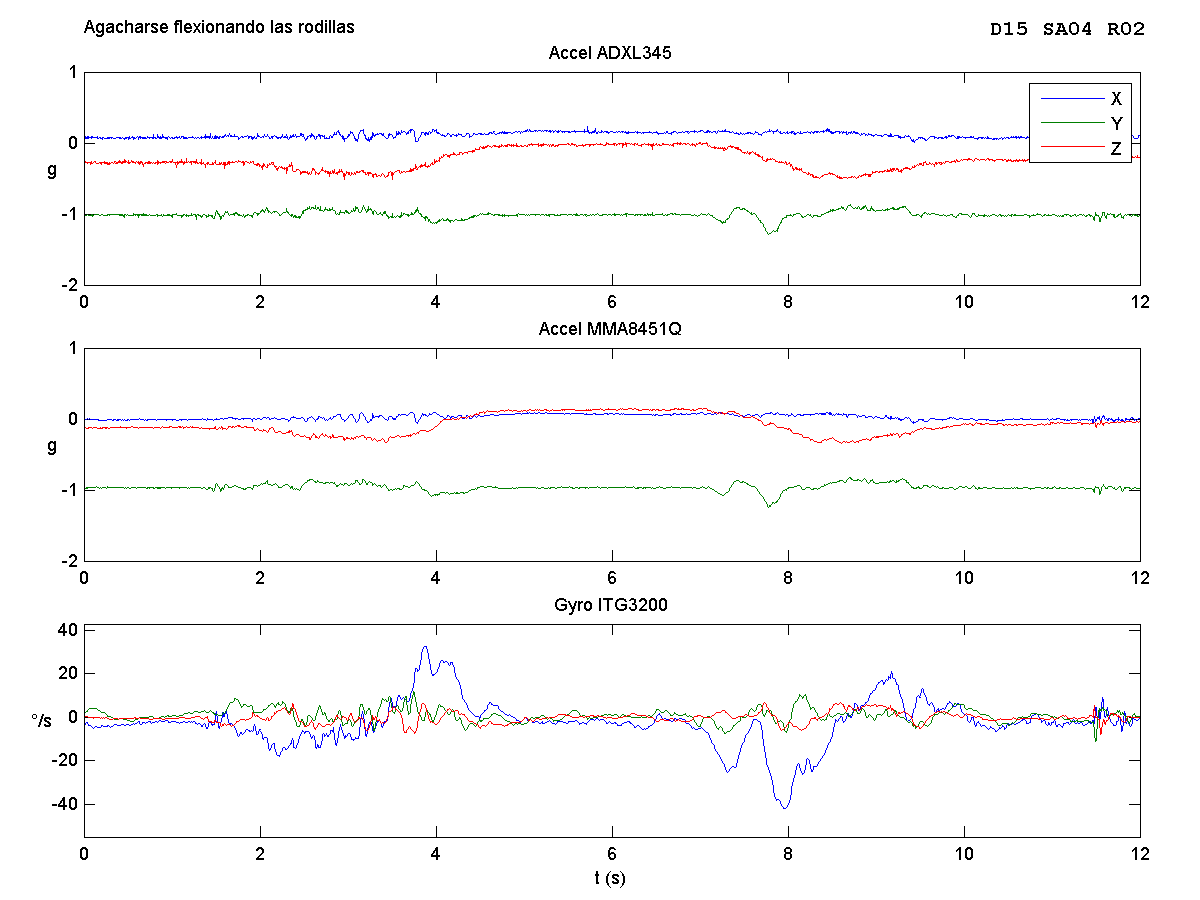 Agacharse flexionando las rodillas D15 SA04 R02
Accel ADXL345
1
0
-1
-2
g
X
Y
Z
0 2 4 6 8 10 12
Accel MMA8451Q
1
0
-1
-2
g
0 2 4 6 8 10 12
Gyro ITG3200
40
20
0
-20
-40
°/s
0 2 4 6 8 10 12
t (s)